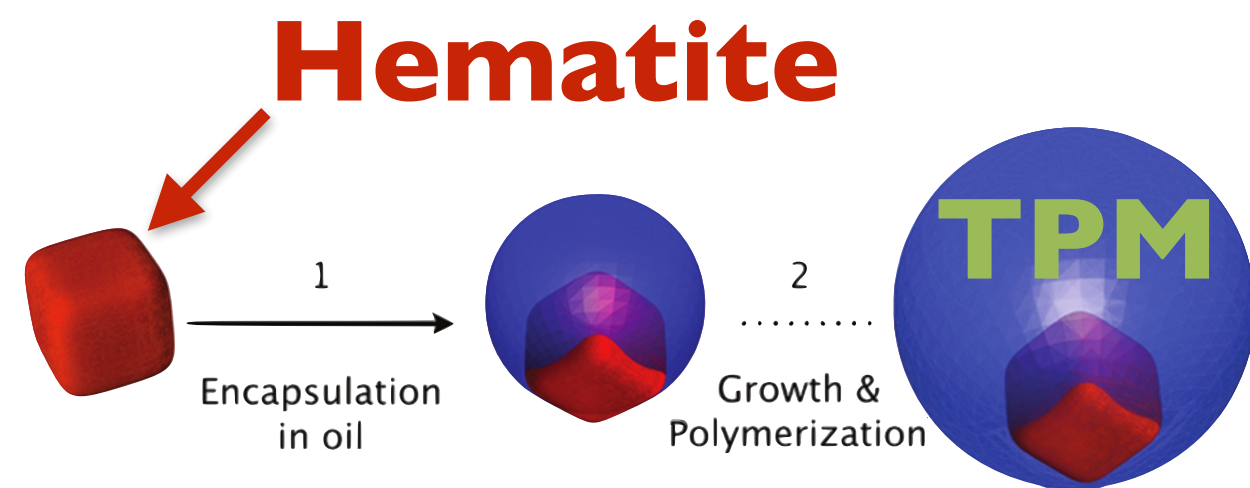 Hematite
TPM
1
2
Encapsulation
in oil
Growth &
Polymerization